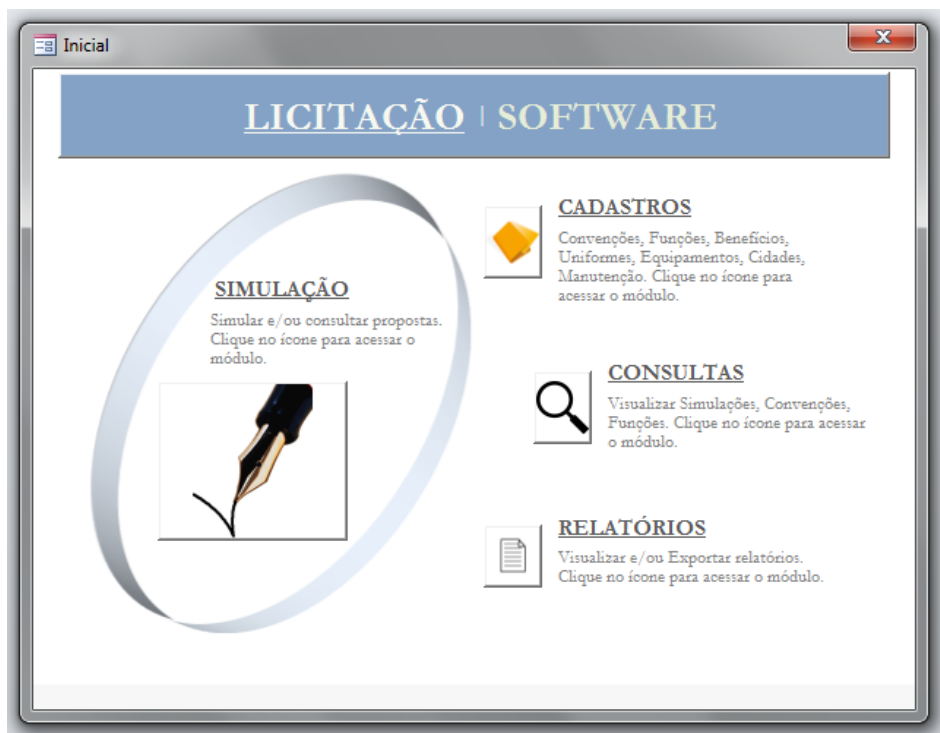 Inicial
LICITAÇÃO | SOFTWARE
SIMULAÇÃO
Simular e/ou consultar propostas.
Clique no ícone para acessar o
módulo.
CADASTROS
Convenções, Funções, Benefícios,
Uniformes, Equipamentos, Cidades,
Manutenção. Clique no ícone para
acessar o módulo.
CONSULTAS
Visualizar Simulações, Convenções,
Funções. Clique no ícone para acessar
o módulo.
RELATÓRIOS
Visualizar e/ou Exportar relatórios.
Clique no ícone para acessar o módulo.